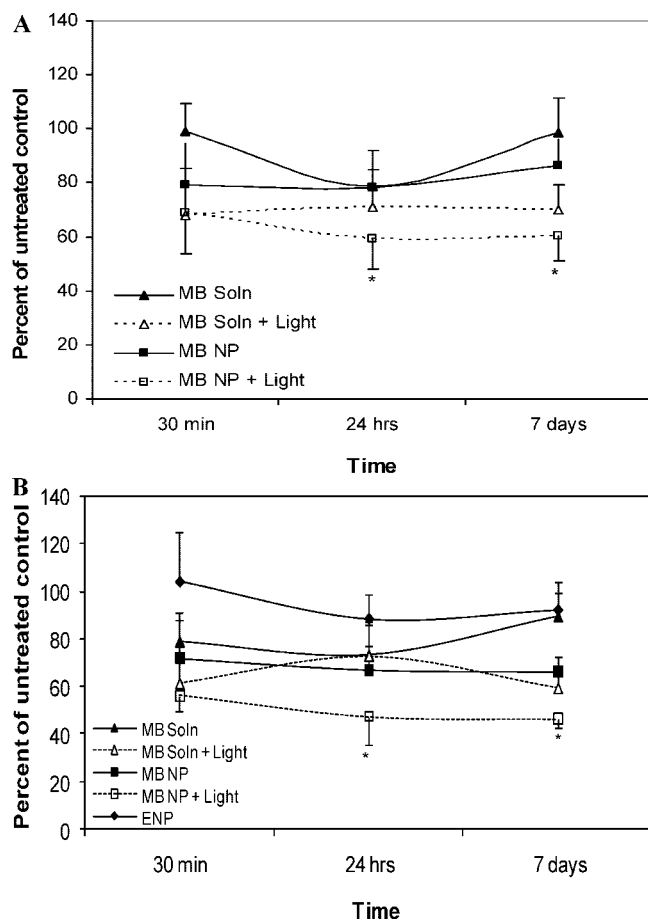 A
140
120
100
80
60
40
20
0
Percent of untreated control
*
*
MB Soln
MB Soln + Light
MB NP
MB NP + Light
30 min
24 hrs
7 days
Time
B
140
120
100
80
60
40
20
0
Percent of untreated control
*
*
MB Soln
MB Soln + Light
MB NP
MB NP + Light
ENP
30 min
24 hrs
7 days
Time